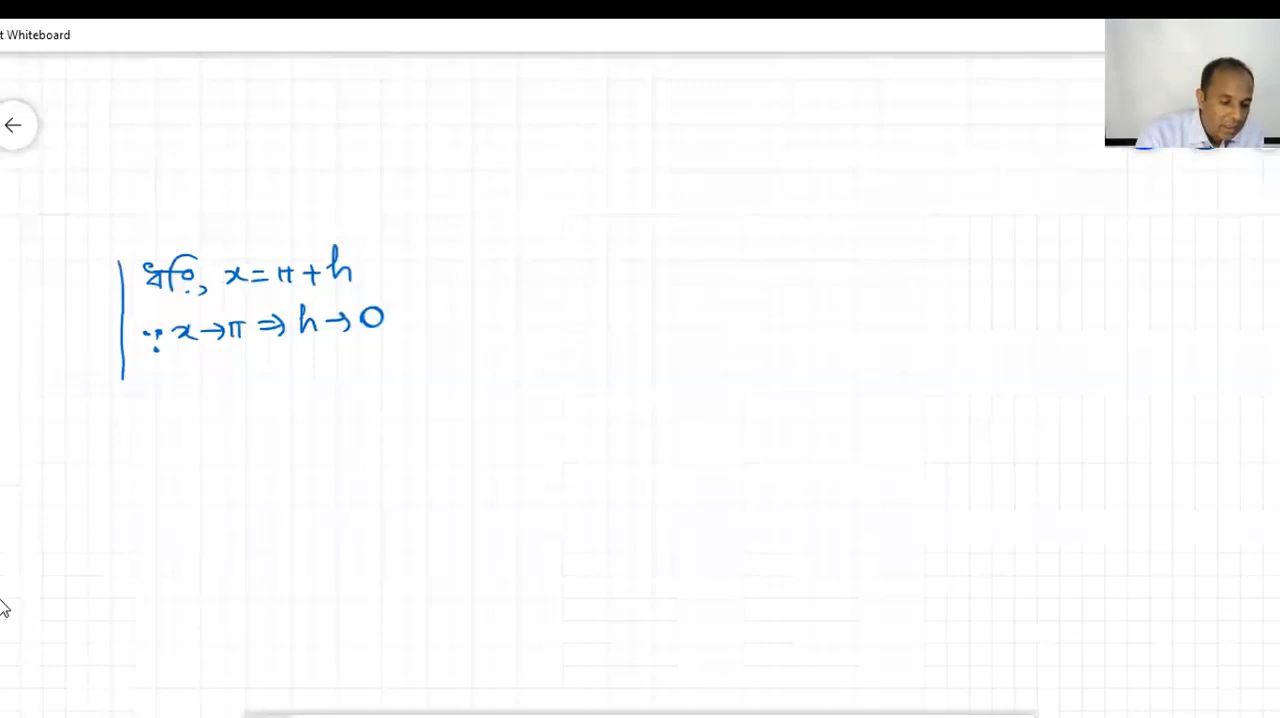 t Whiteboard
ধরি, x = π + h
∵ x → π ⇒ h → 0